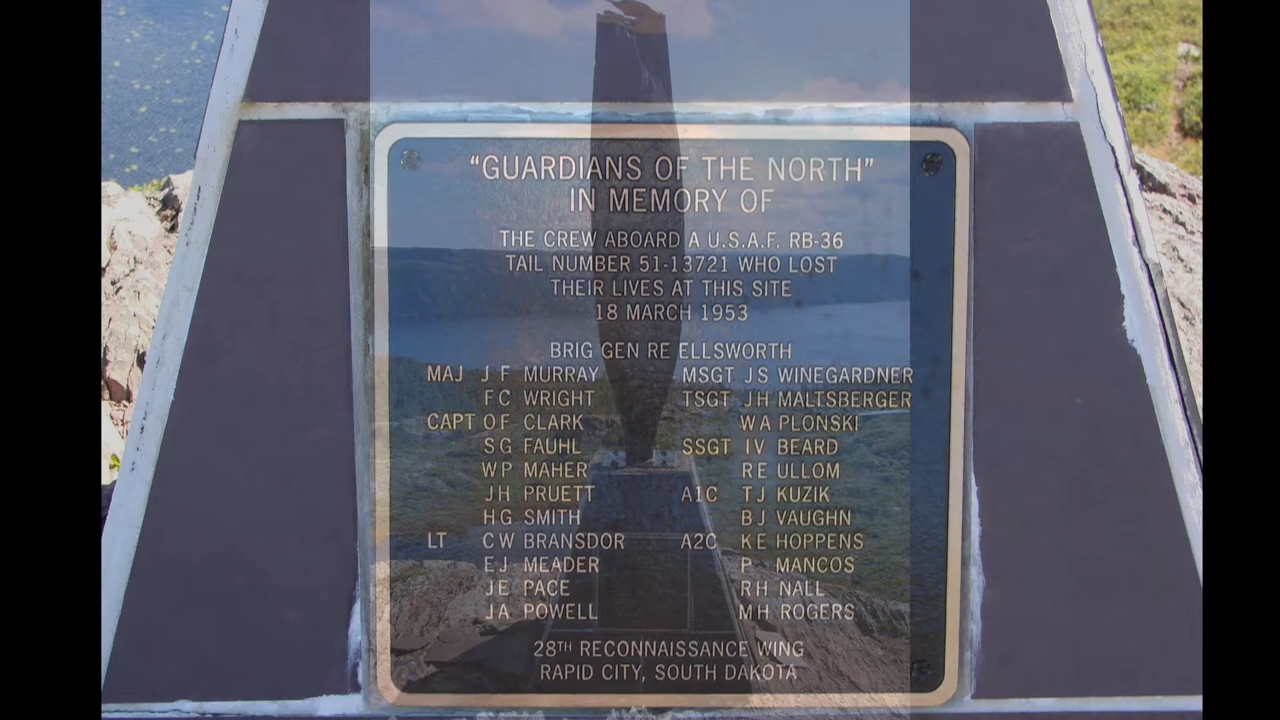 "GUARDIANS OF THE NORTH"
IN MEMORY OF
THE CREW ABOARD A U.S.A.F. RB-36
TAIL NUMBER 51-13721 WHO LOST
THEIR LIVES AT THIS SITE
18 MARCH 1953
BRIG GEN RE ELLSWORTH
MAJ J F MURRAY MSGT JS WINEGARDNER
FC WRIGHT TSGT JH MALTSBERGER
CAPT OF CLARK WA PLONSKI
SG FAUHL SSGT IV BEARD
WP MAHER RE ULLOM
JH PRUETT A1C TJ KUZIK
HG SMITH BJ VAUGHN
LT CW BRANSDOR A2C KE HOPPENS
EJ MEADER P MANCOS
JE PACE RH NALL
JA POWELL MH ROGERS
28TH RECONNAISSANCE WING
RAPID CITY, SOUTH DAKOTA